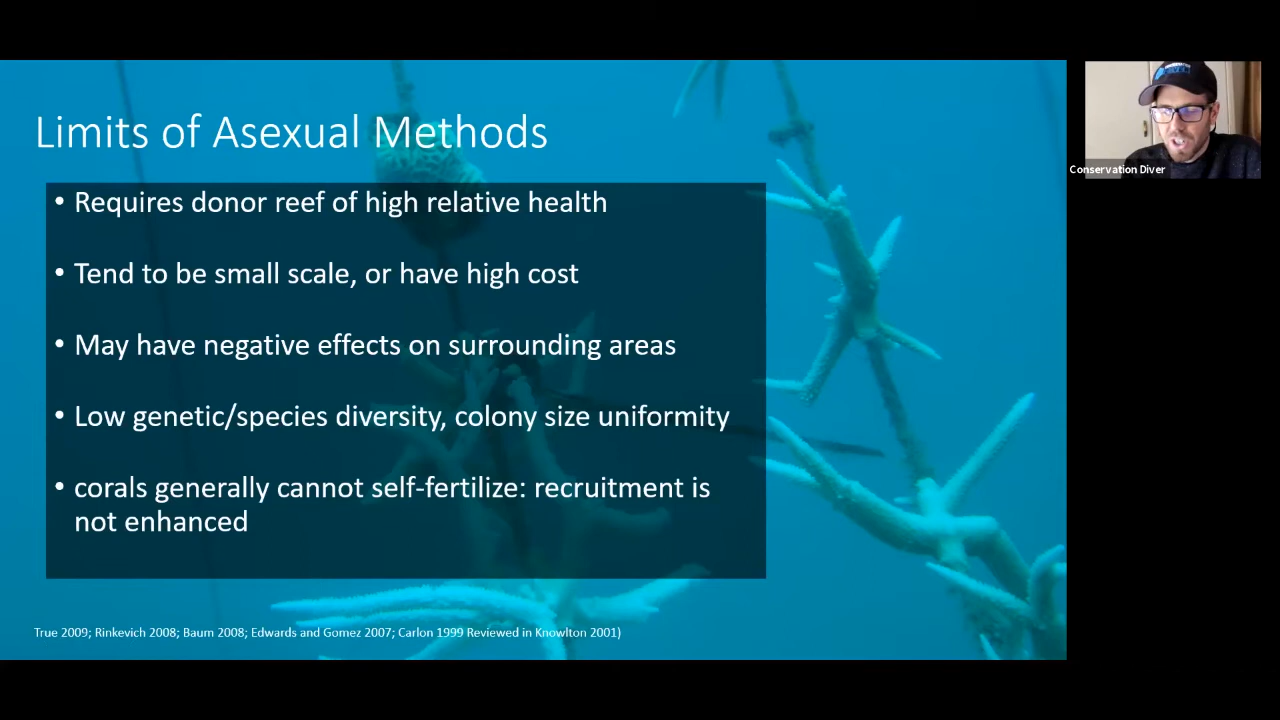 Limits of Asexual Methods
• Requires donor reef of high relative health
• Tend to be small scale, or have high cost
• May have negative effects on surrounding areas
• Low genetic/species diversity, colony size uniformity
• corals generally cannot self-fertilize: recruitment is
not enhanced
True 2009; Rinkevich 2008; Baum 2008; Edwards and Gomez 2007; Carlon 1999 Reviewed in Knowlton 2001)
Conservation Diver